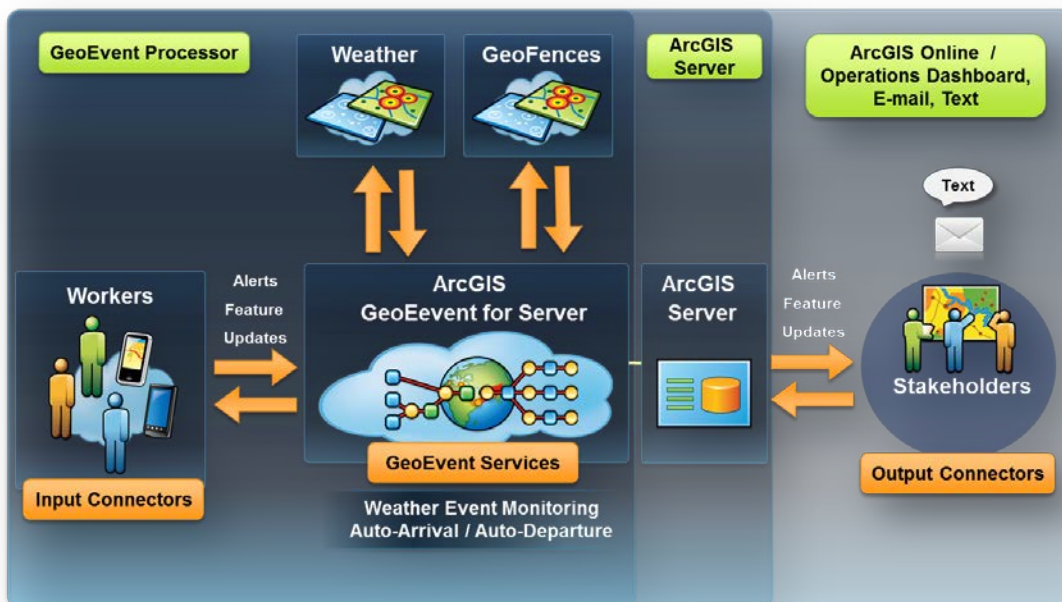 GeoEvent Processor
Weather
GeoFences
ArcGIS
Server
ArcGIS Online /
Operations Dashboard,
E-mail, Text
Text
Workers
Alerts
Feature
Updates
ArcGIS
GeoEevent for Server
ArcGIS
Server
Alerts
Feature
Updates
Stakeholders
GeoEvent Services
Input Connectors
Output Connectors
Weather Event Monitoring
Auto-Arrival / Auto-Departure